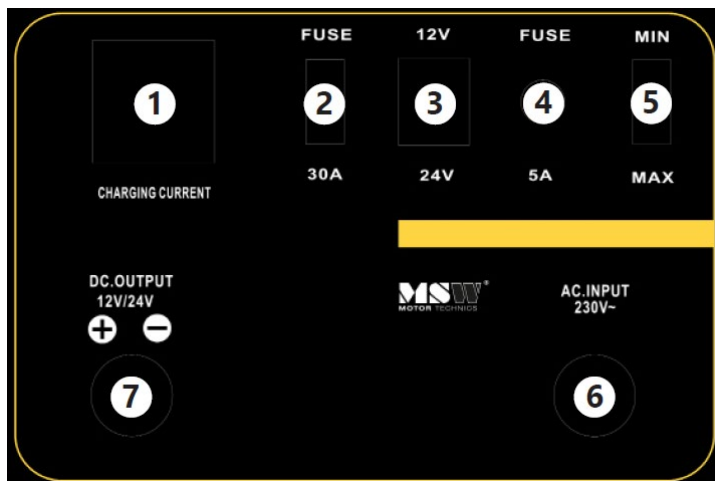 FUSE 12V FUSE MIN
1 2 3 4 5
30A 24V 5A MAX
CHARGING CURRENT
DC.OUTPUT
12V/24V
+ −
7
MSW®
MOTOR TECHNICS
AC.INPUT
230V~
6